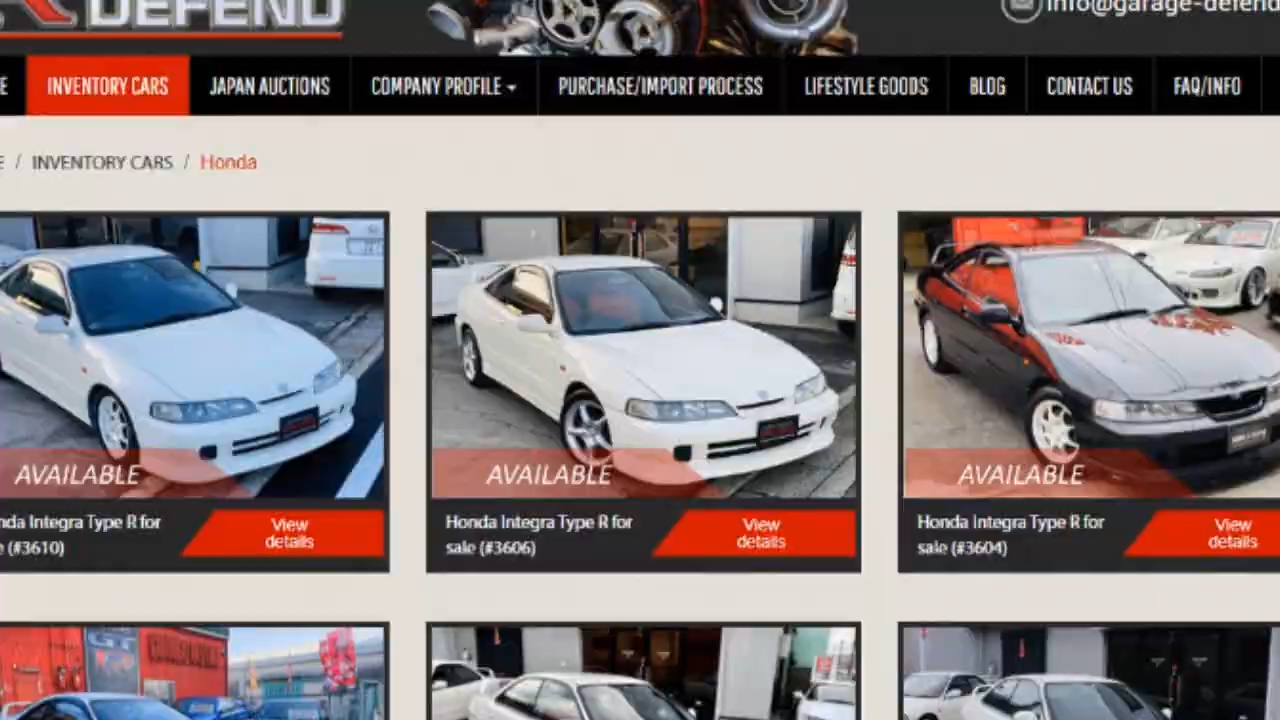 DEFEND
info@garage-defend
E
INVENTORY CARS
JAPAN AUCTIONS
COMPANY PROFILE
PURCHASE/IMPORT PROCESS
LIFESTYLE GOODS
BLOG
CONTACT US
FAQ/INFO
E / INVENTORY CARS / Honda
AVAILABLE
AVAILABLE
AVAILABLE
nda Integra Type R for
e (#3610)
View
details
Honda Integra Type R for
sale (#3606)
View
details
Honda Integra Type R for
sale (#3604)
View
details